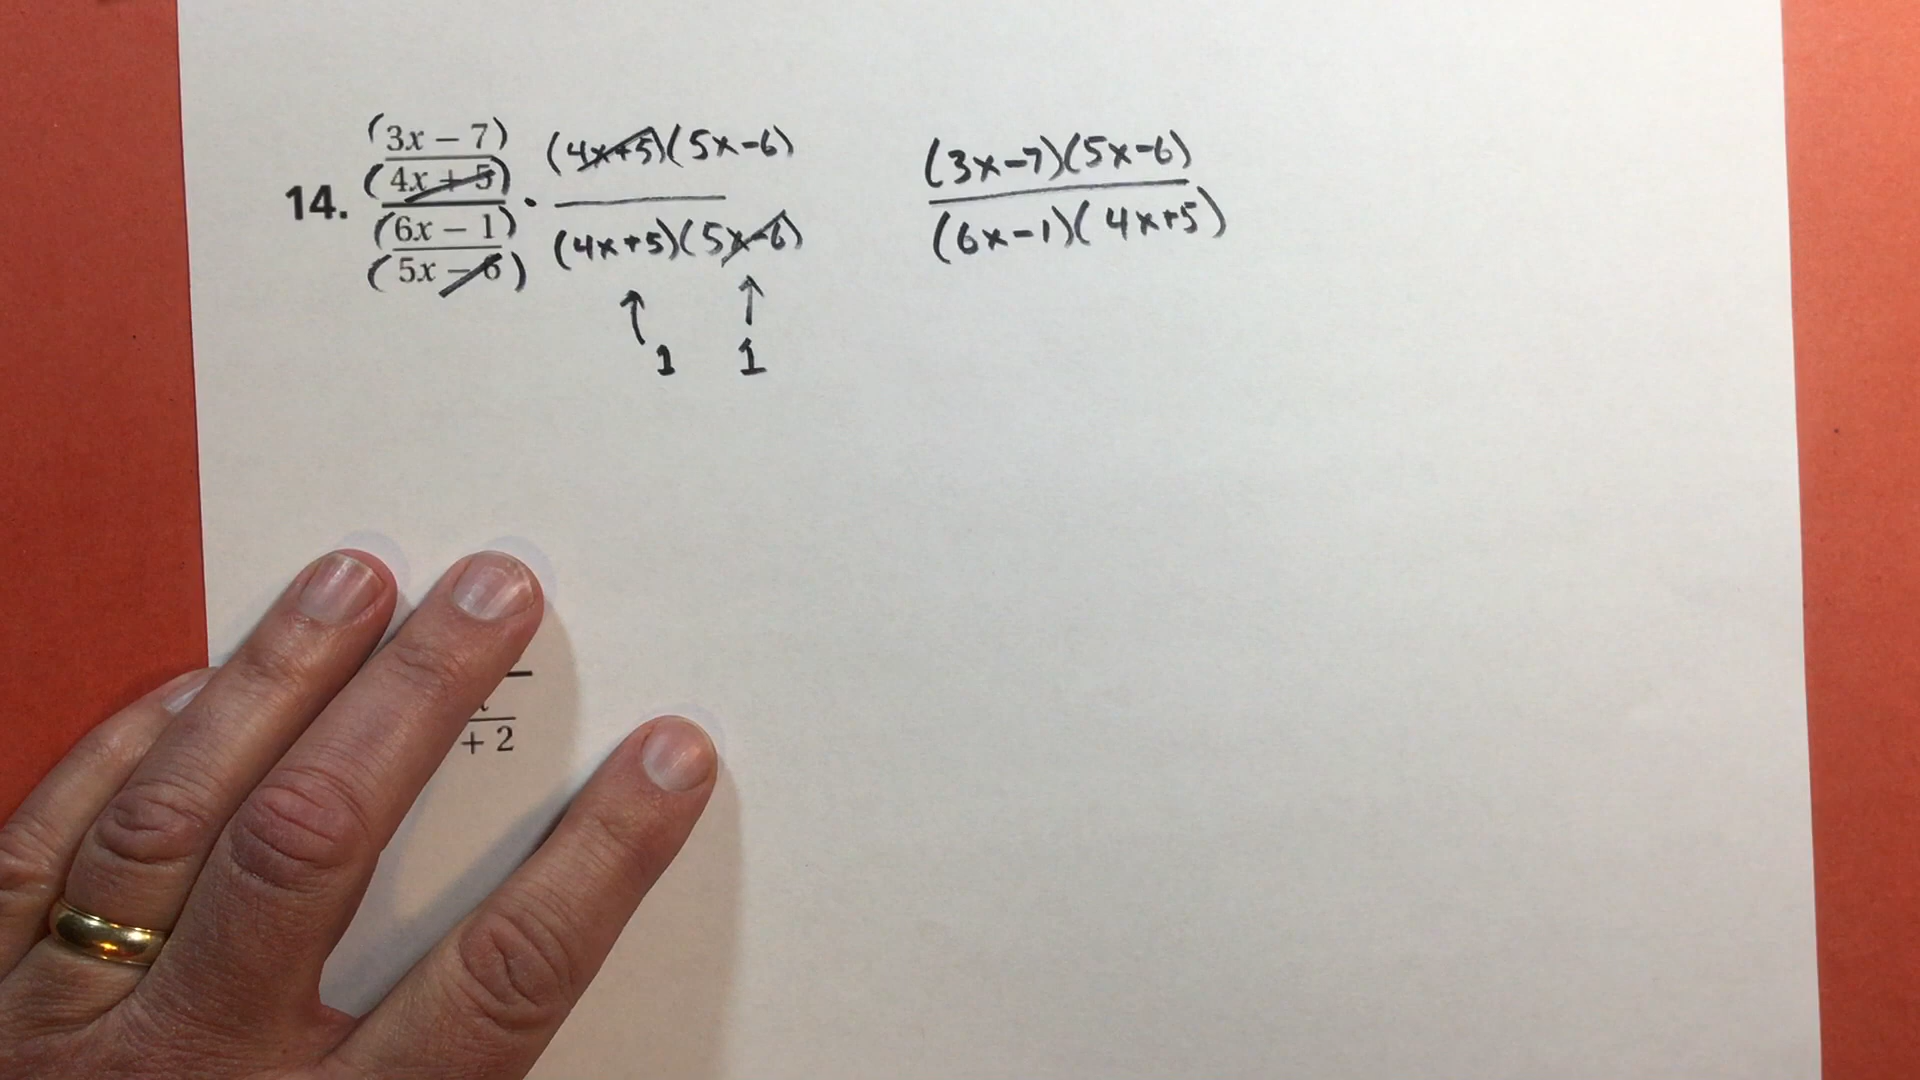 14. (3x – 7) / (4x + 5) / (6x – 1) / (5x – 6) · (4x+5)(5x-6) / (4x+5)(5x-6)
(3x-7)(5x-6) / (6x-1)(4x+5)
↑ ↑
1 1
+ 2